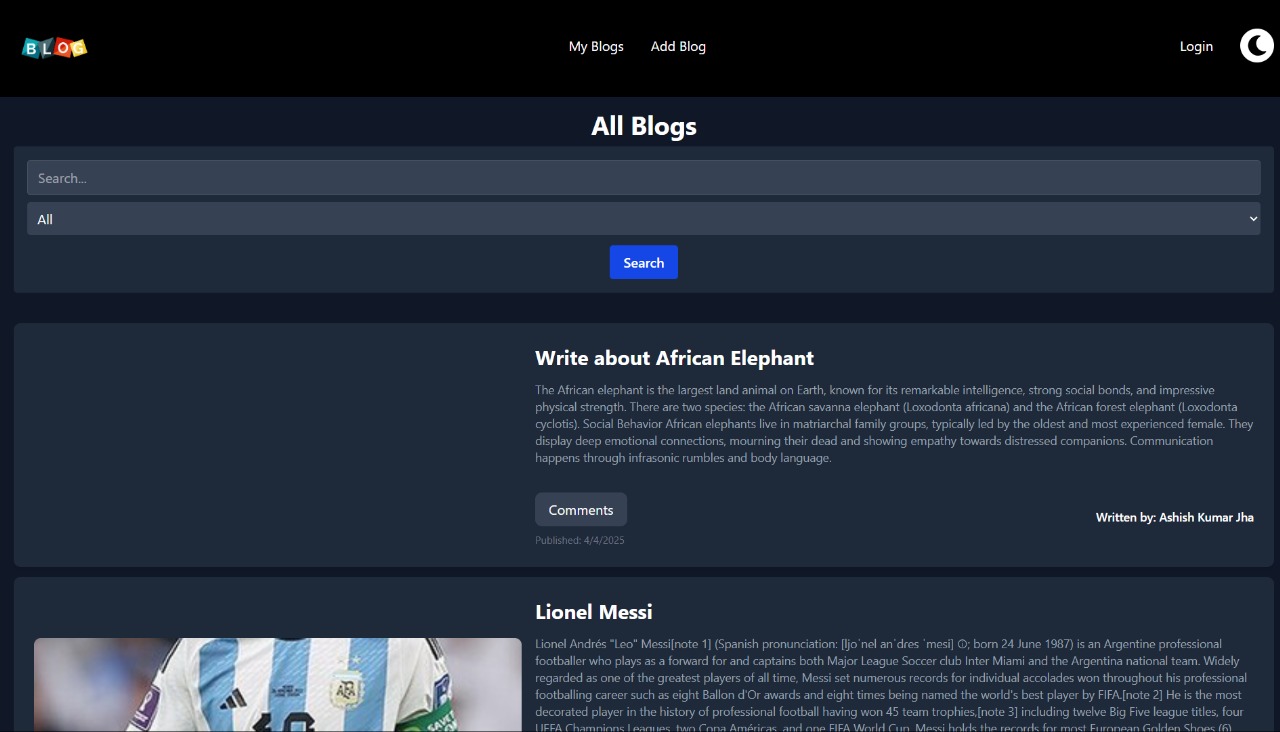 BLOG
My Blogs
Add Blog
Login
All Blogs
Search...
All
Search
Write about African Elephant
The African elephant is the largest land animal on Earth, known for its remarkable intelligence, strong social bonds, and impressive
physical strength. There are two species: the African savanna elephant (Loxodonta africana) and the African forest elephant (Loxodonta
cyclotis). Social Behavior African elephants live in matriarchal family groups, typically led by the oldest and most experienced female. They
display deep emotional connections, mourning their dead and showing empathy towards distressed companions. Communication
happens through infrasonic rumbles and body language.
Comments
Written by: Ashish Kumar Jha
Published: 4/4/2025
Lionel Messi
Lionel Andrés "Leo" Messi[note 1] (Spanish pronunciation: [ljoˈnel anˈdɾes ˈmesi] ⓘ; born 24 June 1987) is an Argentine professional
footballer who plays as a forward for and captains both Major League Soccer club Inter Miami and the Argentina national team. Widely
regarded as one of the greatest players of all time, Messi set numerous records for individual accolades won throughout his professional
footballing career such as eight Ballon d'Or awards and eight times being named the world's best player by FIFA.[note 2] He is the most
decorated player in the history of professional football having won 45 team trophies,[note 3] including twelve Big Five league titles, four
UEFA Champions Leagues, two Copa Américas, and one FIFA World Cup. Messi holds the records for most European Golden Shoes (6)
AFA
10
SAVE